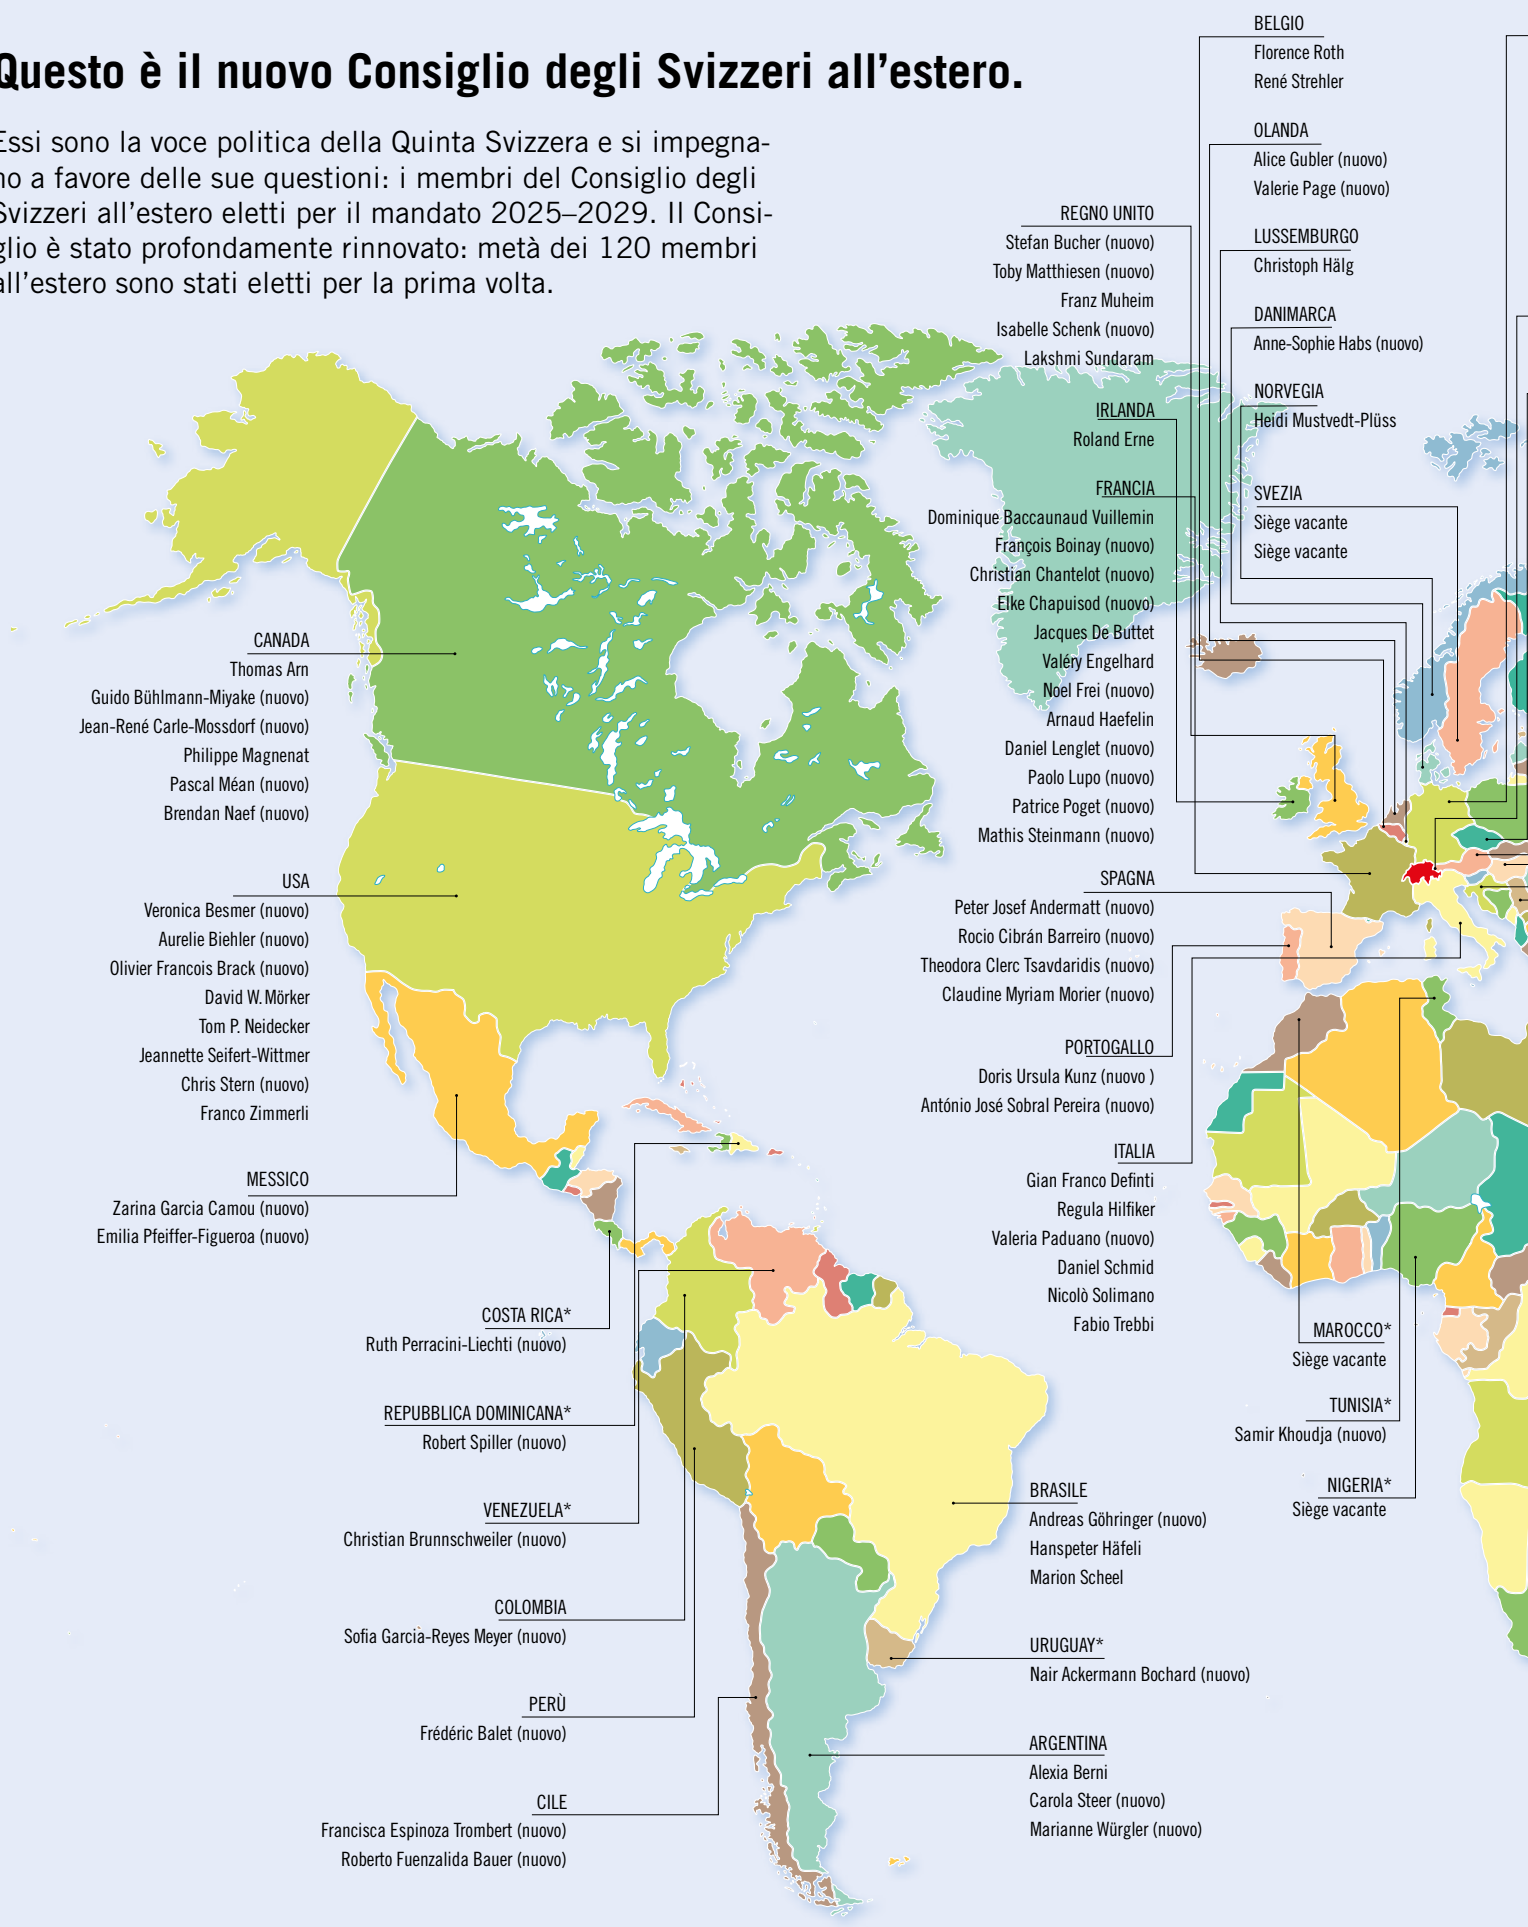 Questo è il nuovo Consiglio degli Svizzeri all'estero.
Essi sono la voce politica della Quinta Svizzera e si impegna-
no a favore delle sue questioni: i membri del Consiglio degli
Svizzeri all'estero eletti per il mandato 2025–2029. Il Consi-
glio è stato profondamente rinnovato: metà dei 120 membri
all'estero sono stati eletti per la prima volta.
CANADA
Thomas Arn
Guido Bühlmann-Miyake (nuovo)
Jean-René Carle-Mossdorf (nuovo)
Philippe Magnenat
Pascal Méan (nuovo)
Brendan Naef (nuovo)
USA
Veronica Besmer (nuovo)
Aurelie Biehler (nuovo)
Olivier Francois Brack (nuovo)
David W. Mörker
Tom P. Neidecker
Jeannette Seifert-Wittmer
Chris Stern (nuovo)
Franco Zimmerli
MESSICO
Zarina Garcia Camou (nuovo)
Emilia Pfeiffer-Figueroa (nuovo)
COSTA RICA*
Ruth Perracini-Liechti (nuovo)
REPUBBLICA DOMINICANA*
Robert Spiller (nuovo)
VENEZUELA*
Christian Brunnschweiler (nuovo)
COLOMBIA
Sofia Garcia-Reyes Meyer (nuovo)
PERÙ
Frédéric Balet (nuovo)
CILE
Francisca Espinoza Trombert (nuovo)
Roberto Fuenzalida Bauer (nuovo)
BRASILE
Andreas Göhringer (nuovo)
Hanspeter Häfeli
Marion Scheel
URUGUAY*
Nair Ackermann Bochard (nuovo)
ARGENTINA
Alexia Berni
Carola Steer (nuovo)
Marianne Würgler (nuovo)
REGNO UNITO
Stefan Bucher (nuovo)
Toby Matthiesen (nuovo)
Franz Muheim
Isabelle Schenk (nuovo)
Lakshmi Sundaram
IRLANDA
Roland Erne
FRANCIA
Dominique Baccaunaud Vuillemin
François Boinay (nuovo)
Christian Chantelot (nuovo)
Elke Chapuisod (nuovo)
Jacques De Buttet
Valéry Engelhard
Noel Frei (nuovo)
Arnaud Haefelin
Daniel Lenglet (nuovo)
Paolo Lupo (nuovo)
Patrice Poget (nuovo)
Mathis Steinmann (nuovo)
SPAGNA
Peter Josef Andermatt (nuovo)
Rocio Cibrán Barreiro (nuovo)
Theodora Clerc Tsavdaridis (nuovo)
Claudine Myriam Morier (nuovo)
PORTOGALLO
Doris Ursula Kunz (nuovo )
António José Sobral Pereira (nuovo)
ITALIA
Gian Franco Definti
Regula Hilfiker
Valeria Paduano (nuovo)
Daniel Schmid
Nicolò Solimano
Fabio Trebbi
BELGIO
Florence Roth
René Strehler
OLANDA
Alice Gubler (nuovo)
Valerie Page (nuovo)
LUSSEMBURGO
Christoph Hälg
DANIMARCA
Anne-Sophie Habs (nuovo)
NORVEGIA
Heidi Mustvedt-Plüss
SVEZIA
Siège vacante
Siège vacante
MAROCCO*
Siège vacante
TUNISIA*
Samir Khoudja (nuovo)
NIGERIA*
Siège vacante